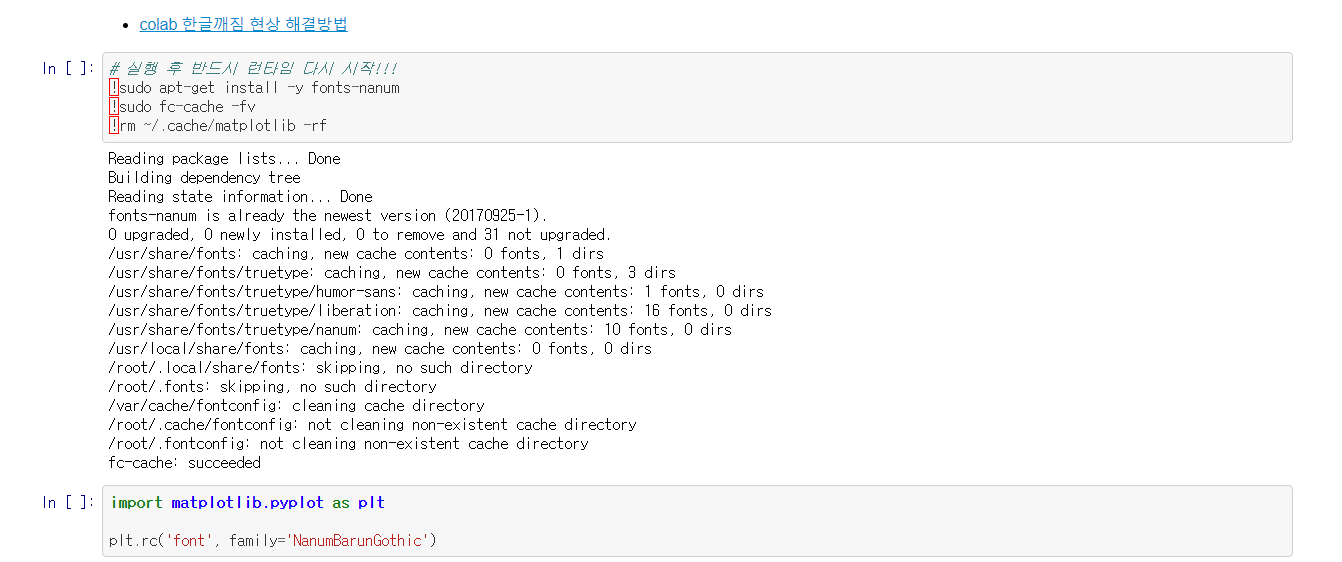 colab 한글깨짐 현상 해결방법
In [ ]: # 실행 후 반드시 런타임 다시 시작!!!
!sudo apt-get install -y fonts-nanum
!sudo fc-cache -fv
!rm ~/.cache/matplotlib -rf
Reading package lists... Done
Building dependency tree
Reading state information... Done
fonts-nanum is already the newest version (20170925-1).
0 upgraded, 0 newly installed, 0 to remove and 31 not upgraded.
/usr/share/fonts: caching, new cache contents: 0 fonts, 1 dirs
/usr/share/fonts/truetype: caching, new cache contents: 0 fonts, 3 dirs
/usr/share/fonts/truetype/humor-sans: caching, new cache contents: 1 fonts, 0 dirs
/usr/share/fonts/truetype/liberation: caching, new cache contents: 16 fonts, 0 dirs
/usr/share/fonts/truetype/nanum: caching, new cache contents: 10 fonts, 0 dirs
/usr/local/share/fonts: caching, new cache contents: 0 fonts, 0 dirs
/root/.local/share/fonts: skipping, no such directory
/root/.fonts: skipping, no such directory
/var/cache/fontconfig: cleaning cache directory
/root/.cache/fontconfig: not cleaning non-existent cache directory
/root/.fontconfig: not cleaning non-existent cache directory
fc-cache: succeeded
In [ ]: import matplotlib.pyplot as plt
plt.rc('font', family='NanumBarunGothic')